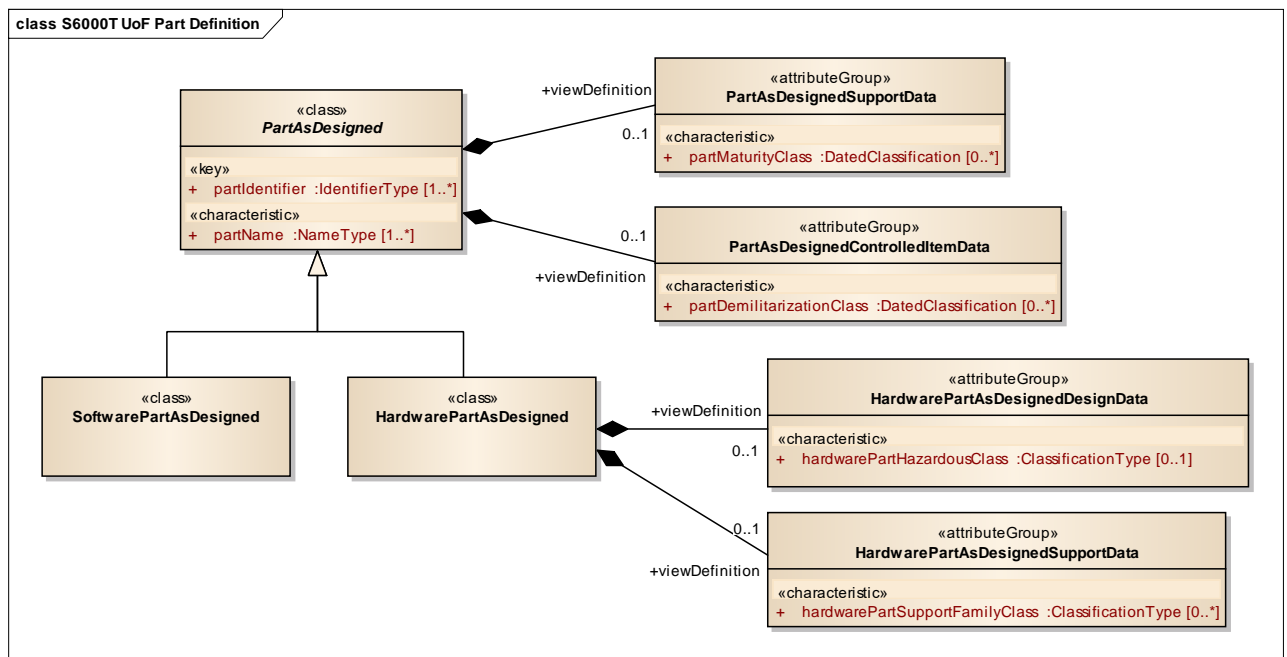 class S6000T UoF Part Definition
«class»
PartAsDesigned
«key»
+ partIdentifier :IdentifierType [1..*]
«characteristic»
+ partName :NameType [1..*]
+viewDefinition
0..1
«attributeGroup»
PartAsDesignedSupportData
«characteristic»
+ partMaturityClass :DatedClassification [0..*]
0..1
+viewDefinition
«attributeGroup»
PartAsDesignedControlledItemData
«characteristic»
+ partDemilitarizationClass :DatedClassification [0..*]
«class»
SoftwarePartAsDesigned
«class»
HardwarePartAsDesigned
+viewDefinition
0..1
«attributeGroup»
HardwarePartAsDesignedDesignData
«characteristic»
+ hardwarePartHazardousClass :ClassificationType [0..1]
0..1
+viewDefinition
«attributeGroup»
HardwarePartAsDesignedSupportData
«characteristic»
+ hardwarePartSupportFamilyClass :ClassificationType [0..*]